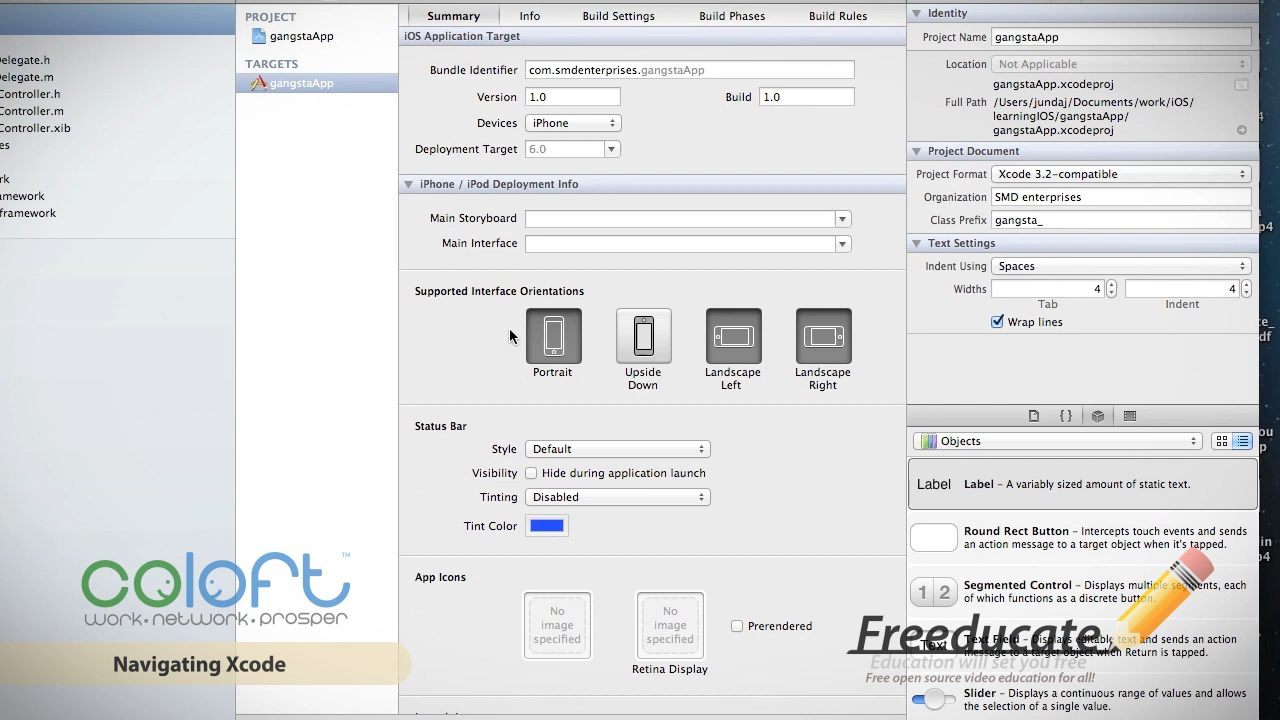 elegate.h
elegate.m
Controller.h
Controller.m
Controller.xib
es
rk
mework
framework
PROJECT
gangstaApp
TARGETS
gangstaApp
Summary Info Build Settings Build Phases Build Rules
iOS Application Target
Bundle Identifier com.smdenterprises.gangstaApp
Version 1.0 Build 1.0
Devices iPhone
Deployment Target 6.0
iPhone / iPod Deployment Info
Main Storyboard
Main Interface
Supported Interface Orientations
Portrait
Upside
Down
Landscape
Left
Landscape
Right
Status Bar
Style Default
Visibility Hide during application launch
Tinting Disabled
Tint Color
App Icons
No
image
specified
No
image
specified
Prerendered
Retina Display
Identity
Project Name gangstaApp
Location Not Applicable
gangstaApp.xcodeproj
Full Path /Users/jundaj/Documents/work/iOS/
learningIOS/gangstaApp/
gangstaApp.xcodeproj
Project Document
Project Format Xcode 3.2-compatible
Organization SMD enterprises
Class Prefix gangsta_
Text Settings
Indent Using Spaces
Widths 4 4
Tab Indent
Wrap lines
{ }
Objects
Label Label – A variably sized amount of static text.
Round Rect Button – Intercepts touch events and sends
an action message to a target object when it's tapped.
1 2 Segmented Control – Displays multiple segments, each
of which functions as a discrete button.
Text Text Field – Displays editable text and sends an action
message to a target object when Return is tapped.
Slider – Displays a continuous range of values and allows
the selection of a single value.
p4
te_
df
ou
p
in
p4
coloft™
work.network.prosper
Navigating Xcode
Freeducate
Education will set you free
Free open source video education for all!